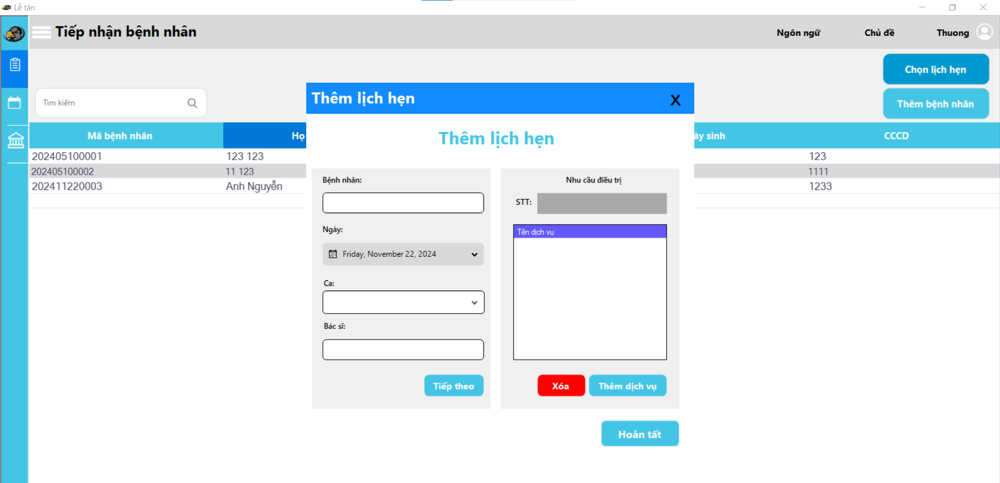 Lễ tân
Tiếp nhận bệnh nhân
Ngôn ngữ
Chủ đề
Thuong
Chọn lịch hẹn
Thêm bệnh nhân
Tìm kiếm
Mã bệnh nhân
Họ
ày sinh
CCCD
202405100001
123 123
123
202405100002
11 123
1111
202411220003
Anh Nguyễn
1233
Thêm lịch hẹn
X
Thêm lịch hẹn
Bệnh nhân:
Ngày:
Friday, November 22, 2024
Ca:
Bác sĩ:
Tiếp theo
Nhu cầu điều trị
STT:
Tên dịch vụ
Xóa
Thêm dịch vụ
Hoàn tất